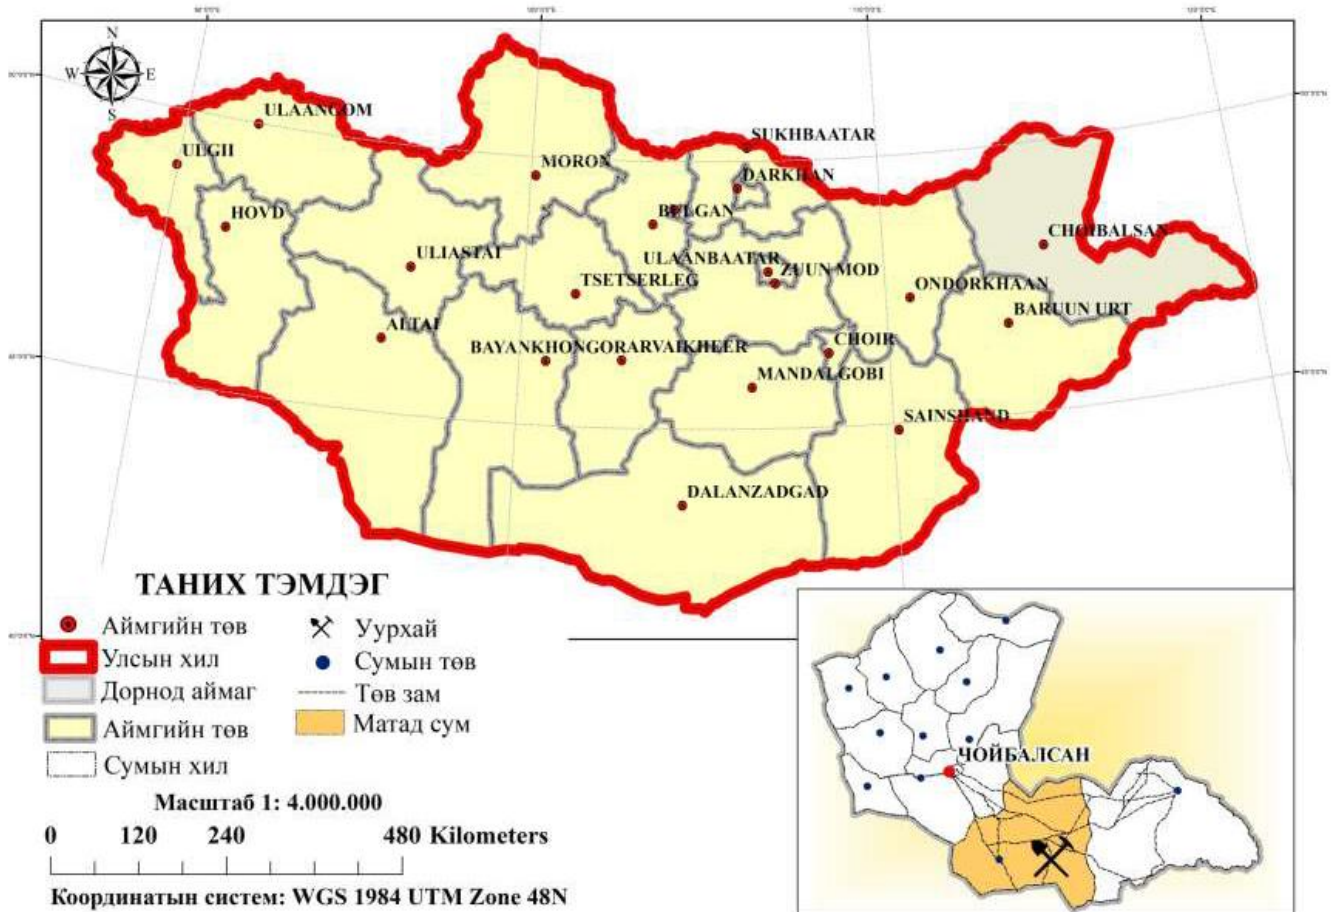 N
W E
S
ULAANGOM
ULGII
HOVD
MORON
SUKHBAATAR
DARKHAN
BULGAN
CHOIBALSAN
ULIASTAI
ULAANBAATAR
ZUUN MOD
TSETSERLEG
ONDORKHAAN
BARUUN URT
ALTAI
BAYANKHONGOR
ARVAIKHEER
CHOIR
MANDALGOBI
SAINSHAND
DALANZADGAD
ТАНИХ ТЭМДЭГ
Аймгийн төв
Улсын хил
Дорнод аймаг
Аймгийн төв
Сумын хил
Уурхай
Сумын төв
Төв зам
Матад сум
Масштаб 1: 4.000.000
0 120 240 480 Kilometers
Координатын систем: WGS 1984 UTM Zone 48N
ЧОЙБАЛСАН